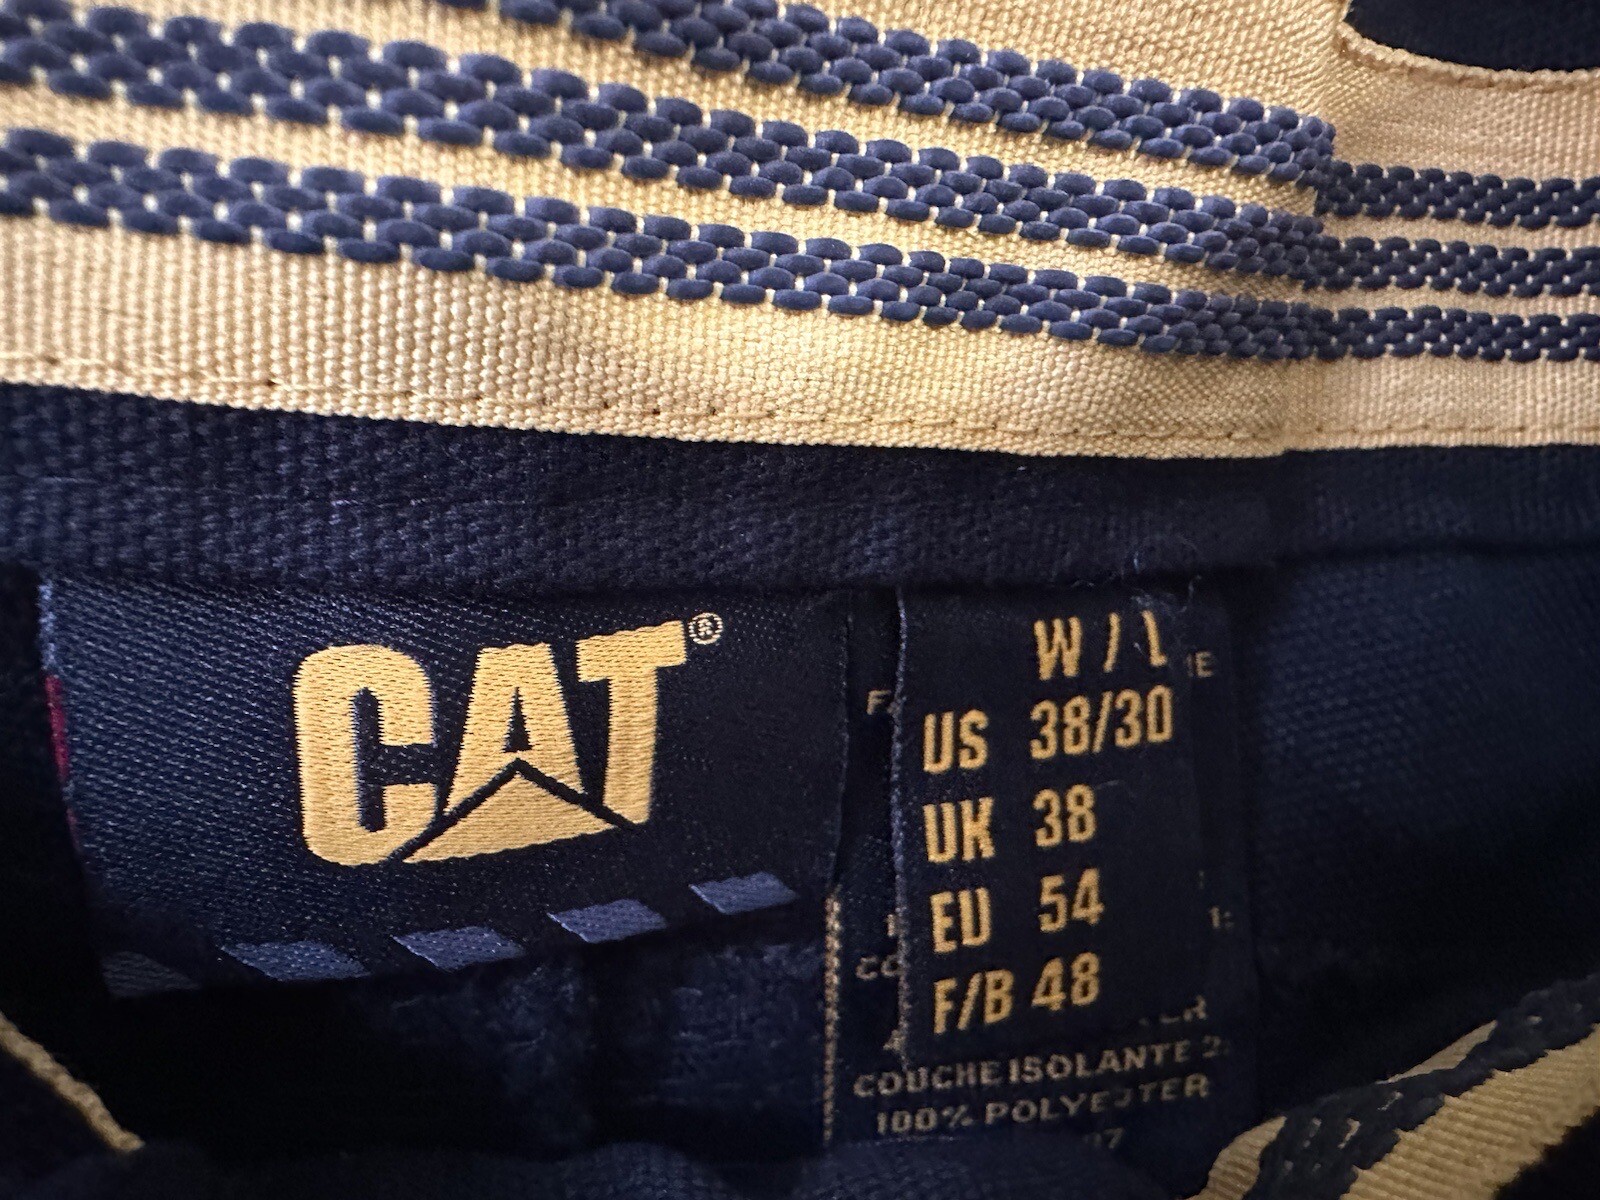 CAT®
W / L
US 38/30
UK 38
EU 54
F/B 48
COUCHE ISOLANTE 2:
100% POLYESTER